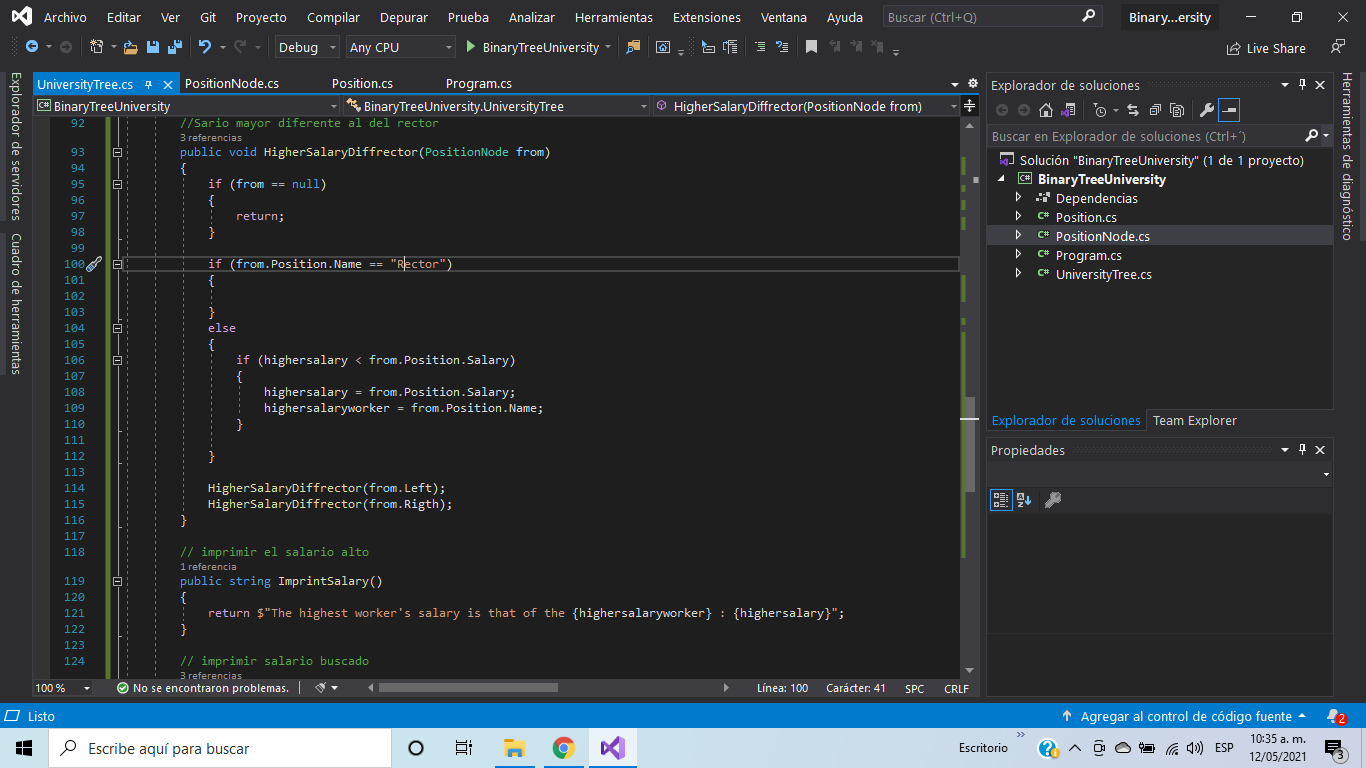 Archivo Editar Ver Git Proyecto Compilar Depurar Prueba Analizar Herramientas Extensiones Ventana Ayuda Buscar (Ctrl+Q) Binary...ersity
Debug Any CPU BinaryTreeUniversity Live Share
Explorador de servidores
Cuadro de herramientas
UniversityTree.cs PositionNode.cs Position.cs Program.cs
BinaryTreeUniversity BinaryTreeUniversity.UniversityTree HigherSalaryDiffrector(PositionNode from)
92 //Sario mayor diferente al del rector
3 referencias
93 public void HigherSalaryDiffrector(PositionNode from)
94 {
95 if (from == null)
96 {
97 return;
98 }
99
100 if (from.Position.Name == "Rector")
101 {
102
103 }
104 else
105 {
106 if (highersalary < from.Position.Salary)
107 {
108 highersalary = from.Position.Salary;
109 highersalaryworker = from.Position.Name;
110 }
111
112 }
113
114 HigherSalaryDiffrector(from.Left);
115 HigherSalaryDiffrector(from.Rigth);
116 }
117
118 // imprimir el salario alto
1 referencia
119 public string ImprintSalary()
120 {
121 return $"The highest worker's salary is that of the {highersalaryworker} : {highersalary}";
122 }
123
124 // imprimir salario buscado
3 referencias
100 % No se encontraron problemas. Línea: 100 Carácter: 41 SPC CRLF
Explorador de soluciones
Buscar en Explorador de soluciones (Ctrl+´)
Solución "BinaryTreeUniversity" (1 de 1 proyecto)
BinaryTreeUniversity
Dependencias
C# Position.cs
C# PositionNode.cs
C# Program.cs
C# UniversityTree.cs
Explorador de soluciones Team Explorer
Propiedades
Herramientas de diagnóstico
Listo Agregar al control de código fuente 2
Escribe aquí para buscar Escritorio ESP 10:35 a. m.
12/05/2021 3